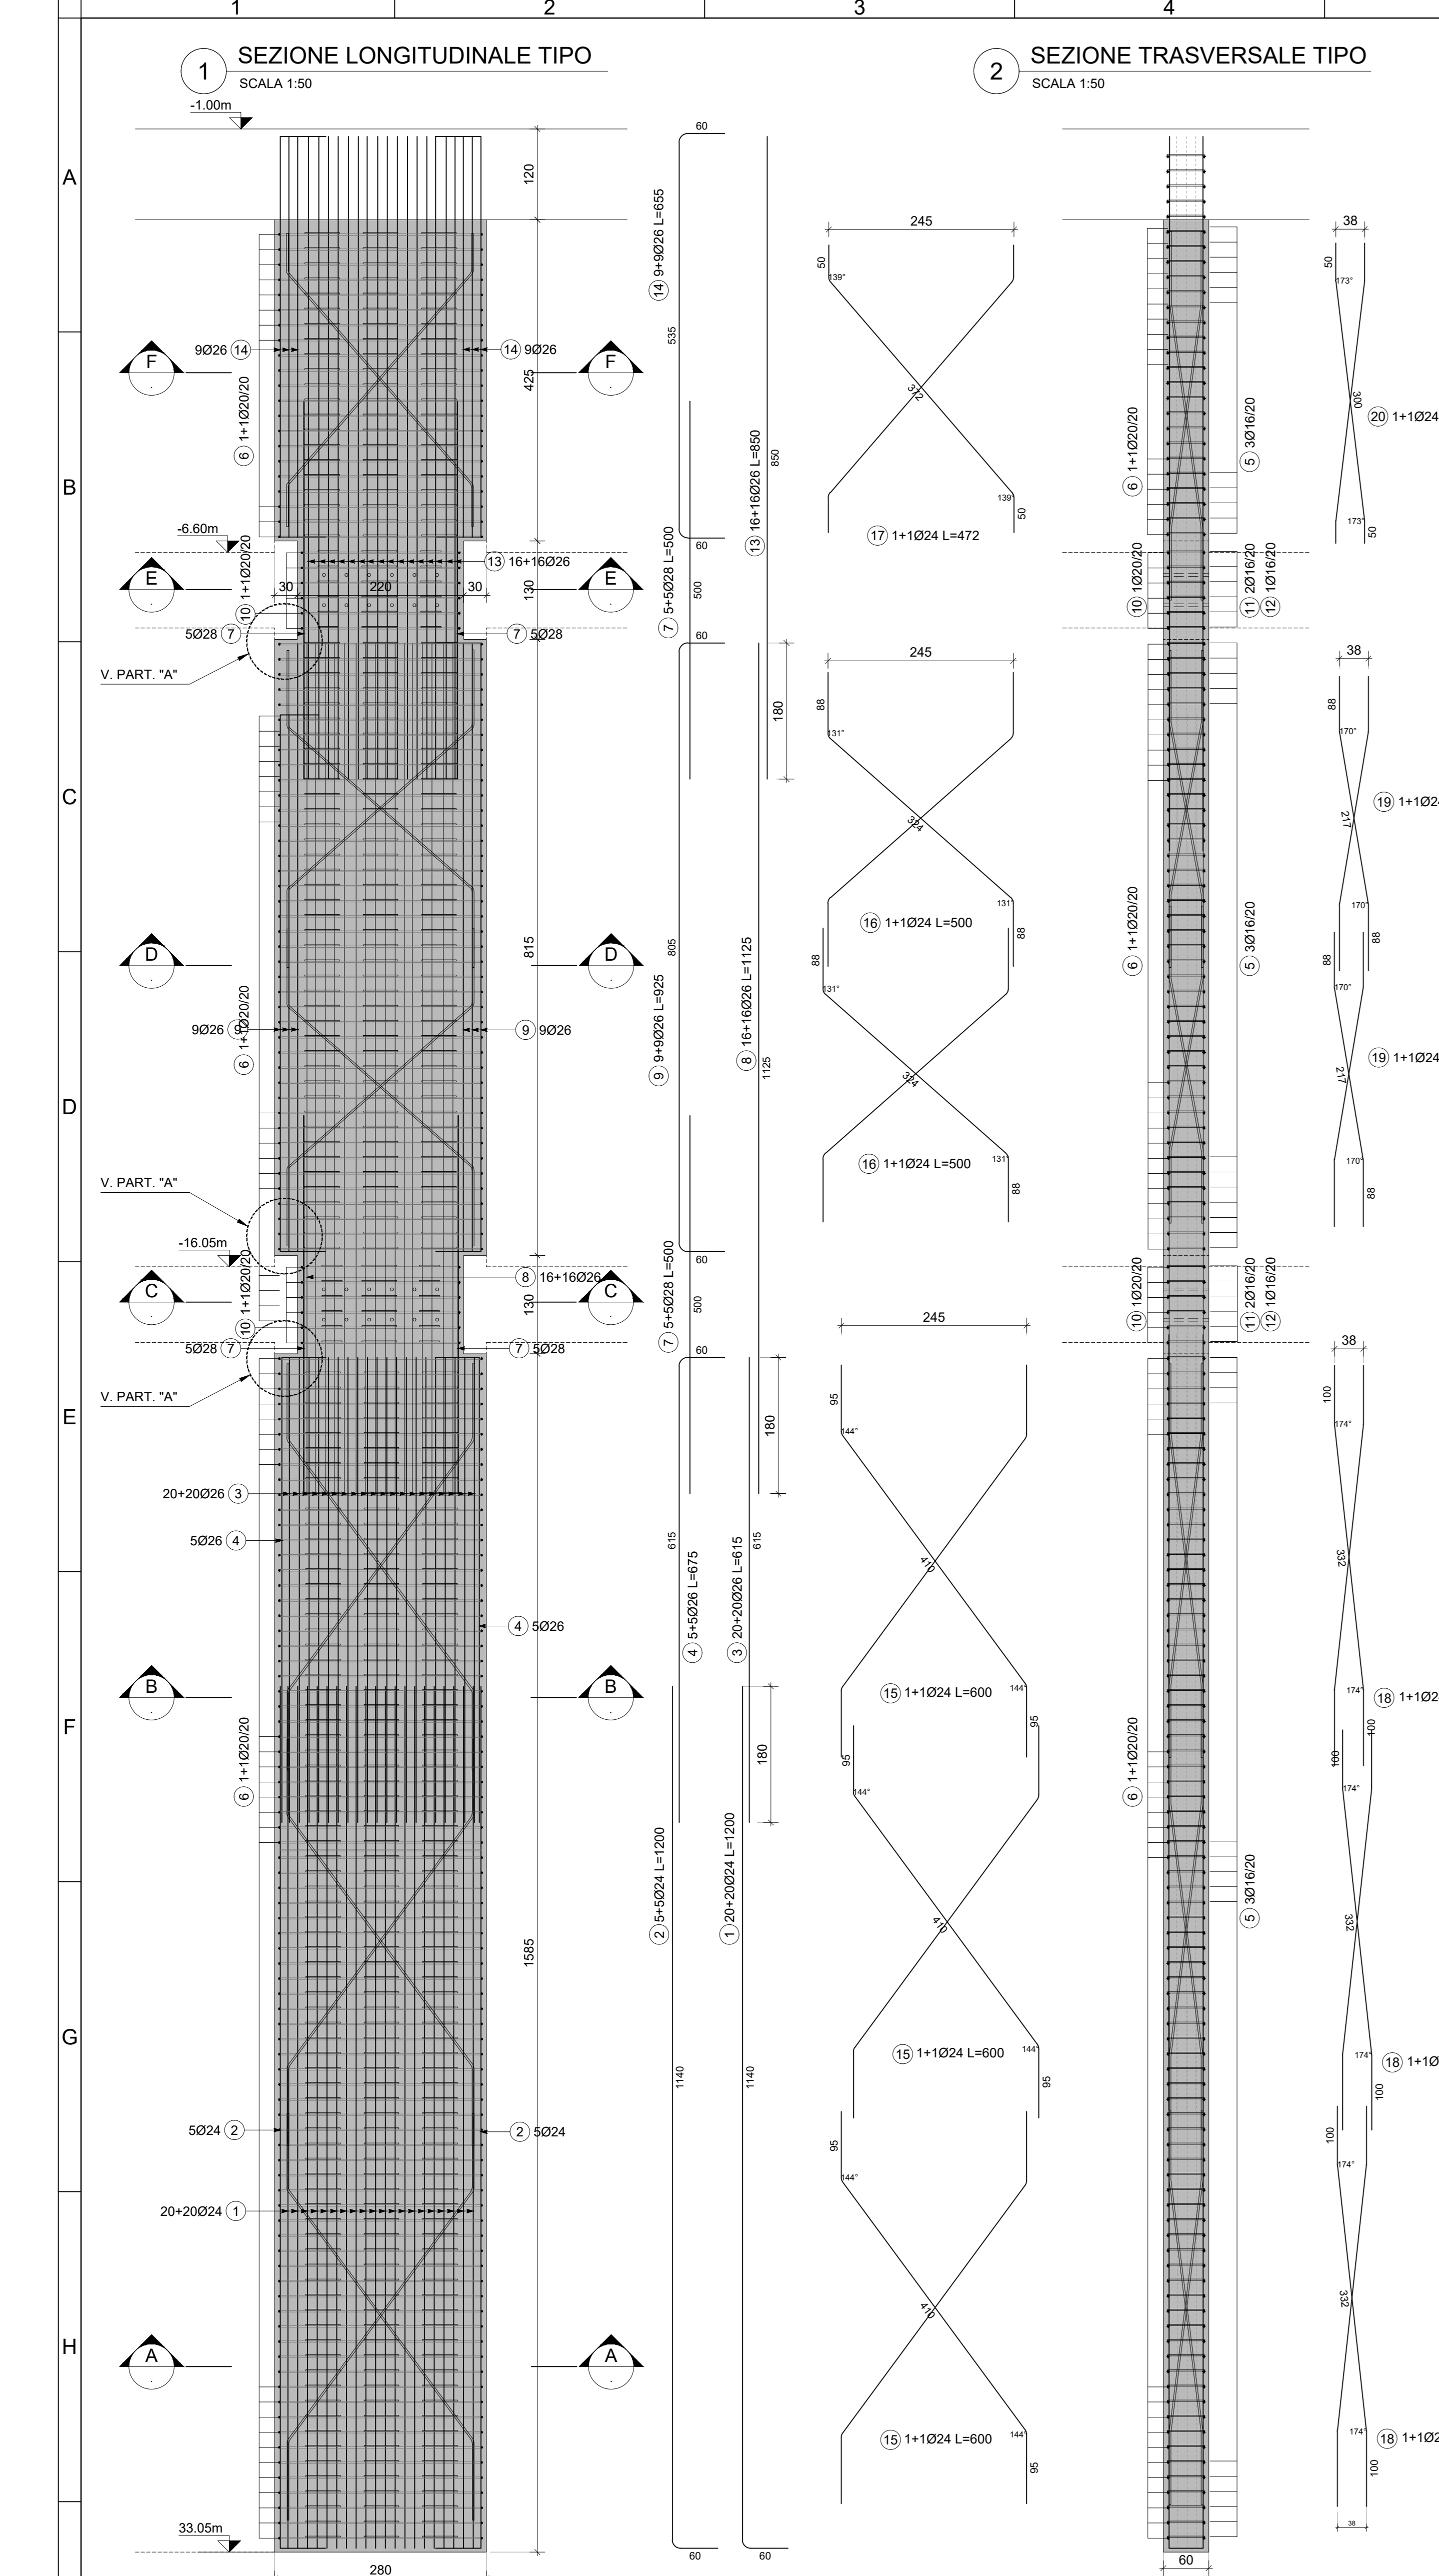 1
2
3
4
A
B
C
D
E
F
G
H
1
SEZIONE LONGITUDINALE TIPO
SCALA 1:50
2
SEZIONE TRASVERSALE TIPO
SCALA 1:50
-1.00m
120
9Ø26 14
14 9Ø26
F
F
425
6 1+1Ø20/20
-6.60m
E
E
10 1+1Ø20/20
13 16+16Ø26
30
220
30
130
5Ø28 7
7 5Ø28
V. PART. "A"
D
D
815
9Ø26 9
9 9Ø26
6 1+1Ø20/20
V. PART. "A"
-16.05m
C
C
10 1+1Ø20/20
8 16+16Ø26
130
5Ø28 7
7 5Ø28
V. PART. "A"
20+20Ø26 3
5Ø26 4
4 5Ø26
B
B
6 1+1Ø20/20
1585
5Ø24 2
2 5Ø24
20+20Ø24 1
A
A
33.05m
280
60
14 9+9Ø26 L=655
535
60
13 16+16Ø26 L=850
850
7 5+5Ø28 L=500
500
60
180
9 9+9Ø26 L=925
805
60
8 16+16Ø26 L=1125
1125
7 5+5Ø28 L=500
500
60
180
4 5+5Ø26 L=675
615
3 20+20Ø26 L=615
615
180
2 5+5Ø24 L=1200
1140
60
1 20+20Ø24 L=1200
1140
60
245
50
139°
372
139°
50
17 1+1Ø24 L=472
245
88
131°
324
131°
88
16 1+1Ø24 L=500
88
131°
324
131°
88
16 1+1Ø24 L=500
245
95
144°
410
144°
95
15 1+1Ø24 L=600
95
144°
410
144°
95
15 1+1Ø24 L=600
95
144°
410
144°
95
15 1+1Ø24 L=600
6 1+1Ø20/20
5 3Ø16/20
10 1Ø20/20
11 2Ø16/20
12 1Ø16/20
6 1+1Ø20/20
5 3Ø16/20
10 1Ø20/20
11 2Ø16/20
12 1Ø16/20
6 1+1Ø20/20
5 3Ø16/20
60
38
50
173°
300
20 1+1Ø24
173°
50
38
88
170°
217
19
170°
88
88
170°
217
19 1+1Ø24
170°
88
38
100
174°
332
174°
18
100
100
174°
332
174°
18
100
100
174°
332
174°
18
100
38